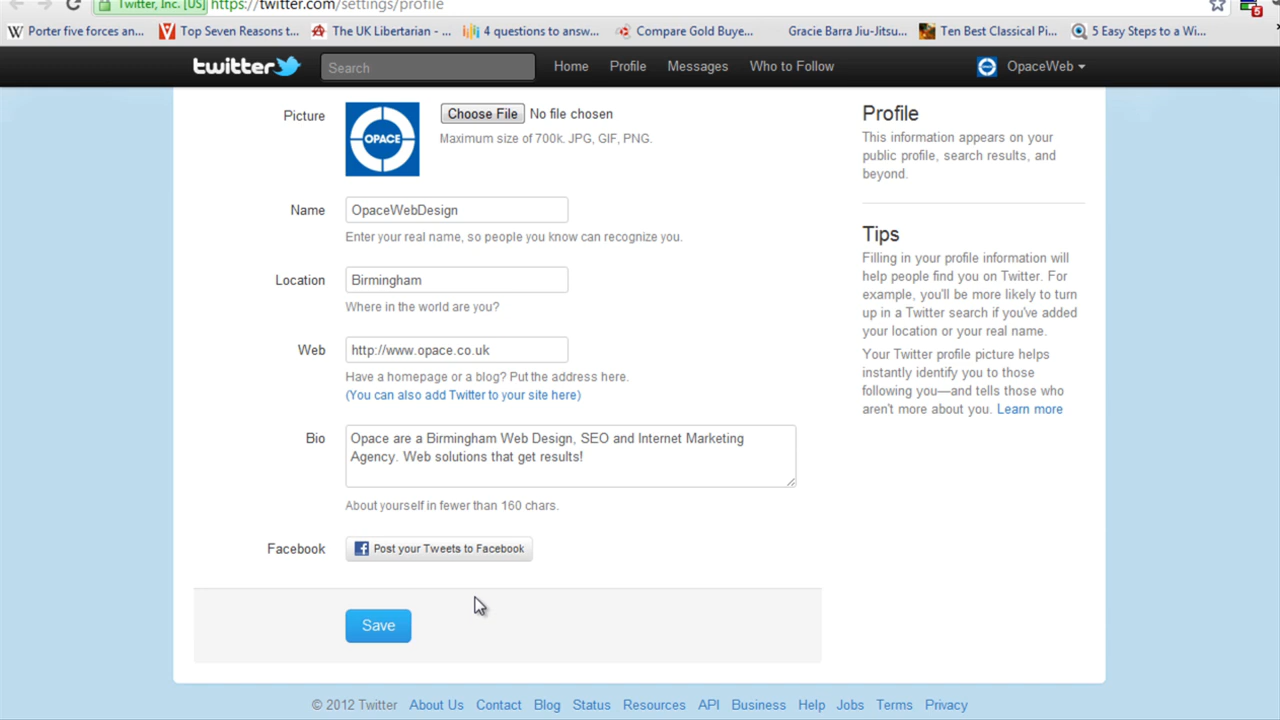 Twitter, Inc. [US] https://twitter.com/settings/profile
Porter five forces an... Top Seven Reasons t... The UK Libertarian - ... 4 questions to answ... Compare Gold Buye... Gracie Barra Jiu-Jitsu... Ten Best Classical Pi... 5 Easy Steps to a Wi...
twitter Search Home Profile Messages Who to Follow OpaceWeb
Picture
OPACE
Choose File No file chosen
Maximum size of 700k. JPG, GIF, PNG.
Name OpaceWebDesign
Enter your real name, so people you know can recognize you.
Location Birmingham
Where in the world are you?
Web http://www.opace.co.uk
Have a homepage or a blog? Put the address here.
(You can also add Twitter to your site here)
Bio Opace are a Birmingham Web Design, SEO and Internet Marketing
Agency. Web solutions that get results!
About yourself in fewer than 160 chars.
Facebook Post your Tweets to Facebook
Save
Profile
This information appears on your
public profile, search results, and
beyond.
Tips
Filling in your profile information will
help people find you on Twitter. For
example, you'll be more likely to turn
up in a Twitter search if you've added
your location or your real name.
Your Twitter profile picture helps
instantly identify you to those
following you—and tells those who
aren't more about you. Learn more
© 2012 Twitter About Us Contact Blog Status Resources API Business Help Jobs Terms Privacy